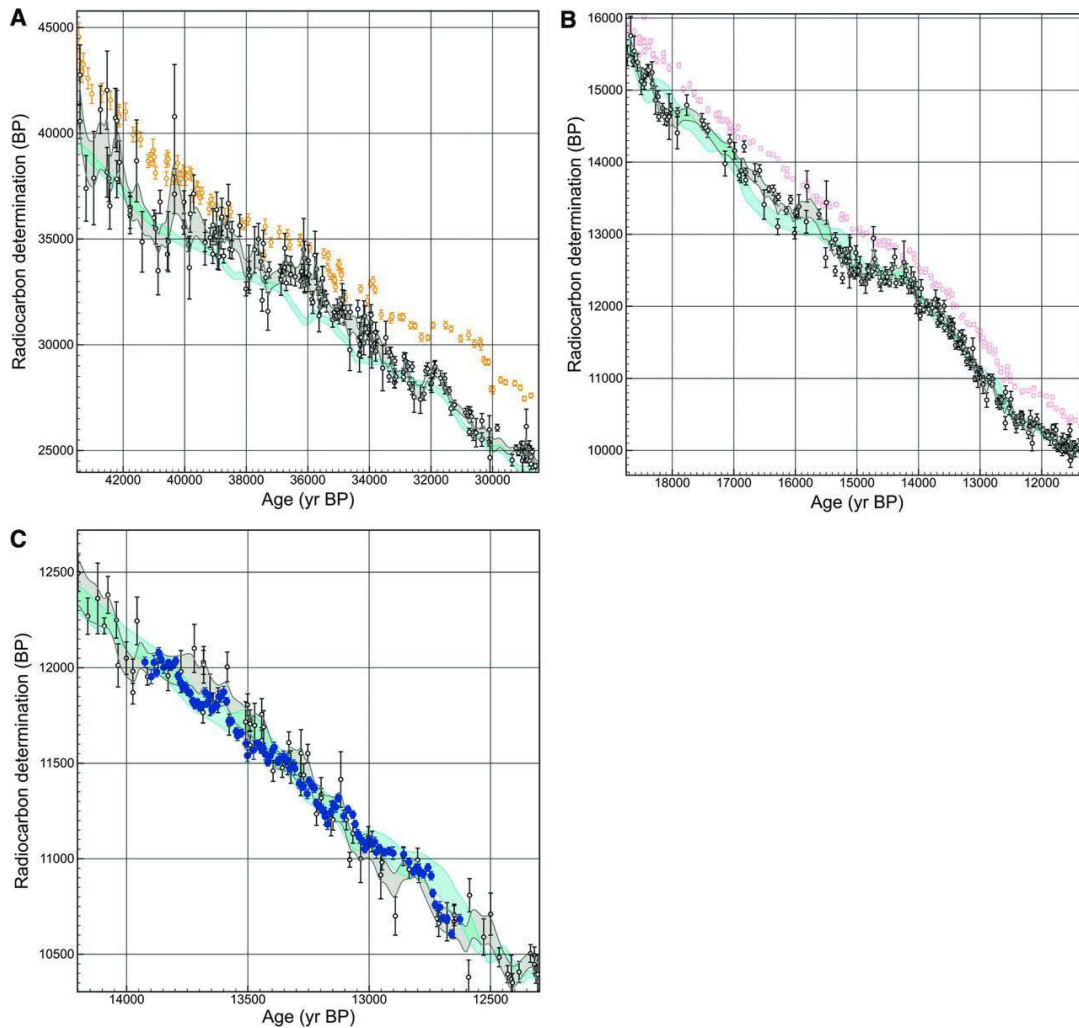 A
45000
40000
35000
30000
25000
Radiocarbon determination (BP)
42000 40000 38000 36000 34000 32000 30000
Age (yr BP)
B
16000
15000
14000
13000
12000
11000
10000
Radiocarbon determination (BP)
18000 17000 16000 15000 14000 13000 12000
Age (yr BP)
C
12500
12000
11500
11000
10500
Radiocarbon determination (BP)
14000 13500 13000 12500
Age (yr BP)